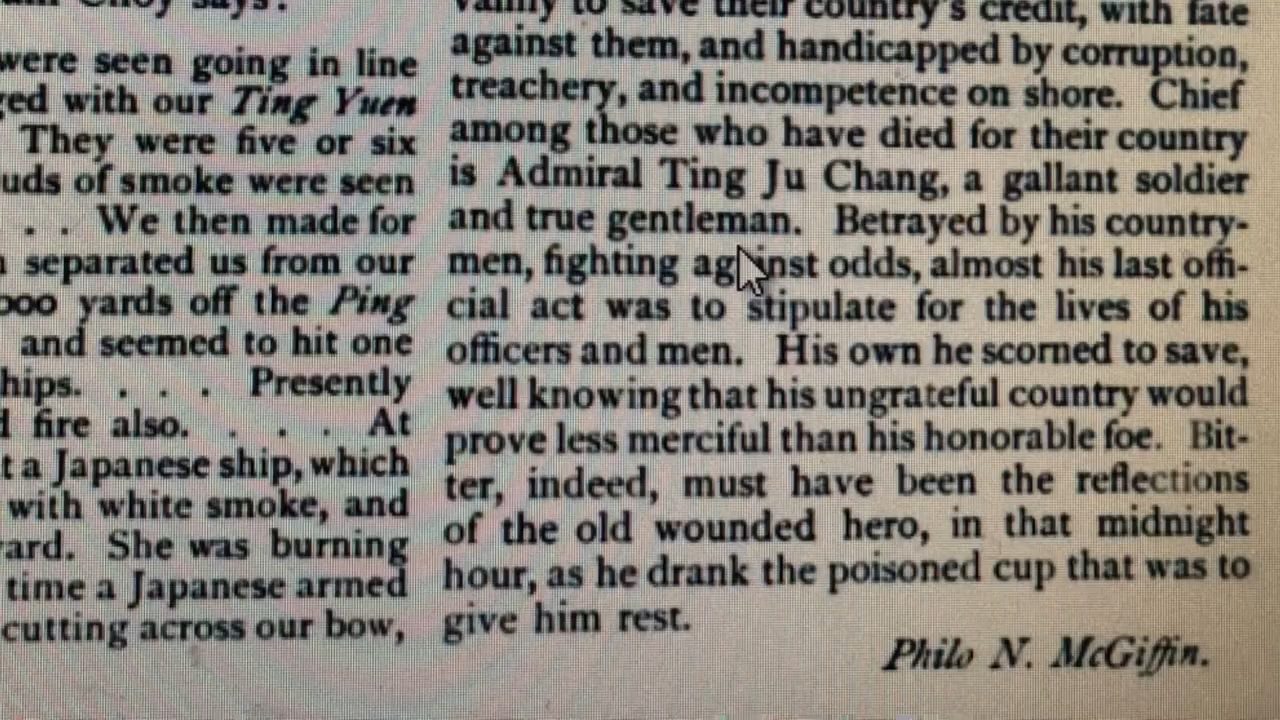 says:
were seen going in line
with our Ting Yuen
They were five or six
of smoke were seen
. . We then made for
separated us from our
yards off the Ping
and seemed to hit one
. . . Presently
fire also. . . . At
a Japanese ship, which
with white smoke, and
She was burning
time a Japanese armed
cutting across our bow,
to save their country's credit, with fate
against them, and handicapped by corruption,
treachery, and incompetence on shore. Chief
among those who have died for their country
is Admiral Ting Ju Chang, a gallant soldier
and true gentleman. Betrayed by his country-
men, fighting against odds, almost his last offi-
cial act was to stipulate for the lives of his
officers and men. His own he scorned to save,
well knowing that his ungrateful country would
prove less merciful than his honorable foe. Bit-
ter, indeed, must have been the reflections
of the old wounded hero, in that midnight
hour, as he drank the poisoned cup that was to
give him rest.
Philo N. McGiffin.